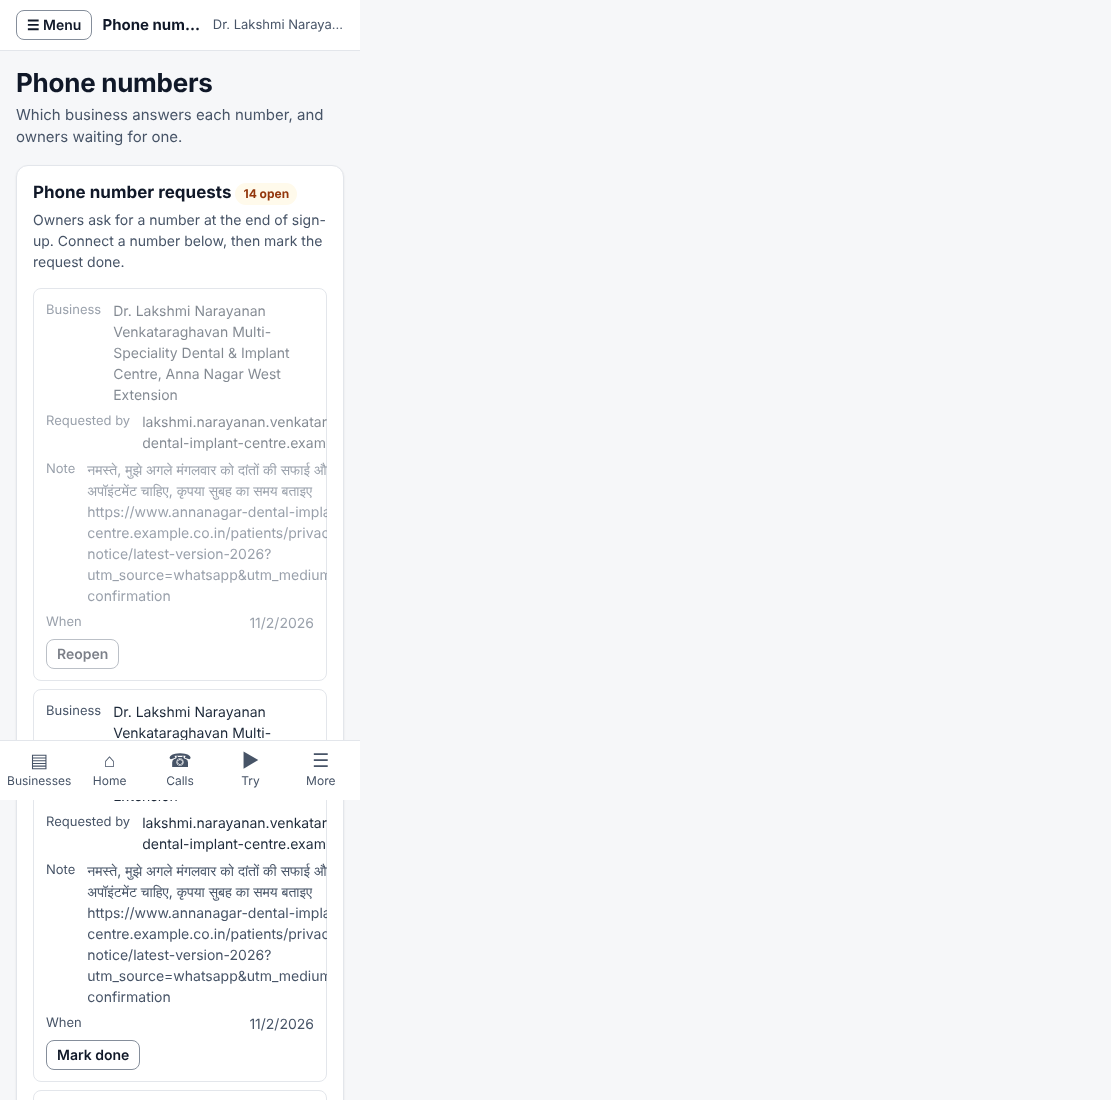 ☰ Menu Phone num... Dr. Lakshmi Naraya...
Phone numbers
Which business answers each number, and
owners waiting for one.
Phone number requests 14 open
Owners ask for a number at the end of sign-
up. Connect a number below, then mark the
request done.
Business Dr. Lakshmi Narayanan
Venkataraghavan Multi-
Speciality Dental & Implant
Centre, Anna Nagar West
Extension
Requested by lakshmi.narayanan.venkatar
dental-implant-centre.exam
Note नमस्ते, मुझे अगले मंगलवार को दांतों की सफाई औ
अपॉइंटमेंट चाहिए, कृपया सुबह का समय बताइए
https://www.annanagar-dental-impla
centre.example.co.in/patients/privac
notice/latest-version-2026?
utm_source=whatsapp&utm_medium
confirmation
When 11/2/2026
Reopen
Business Dr. Lakshmi Narayanan
Venkataraghavan Multi-
Businesses Home Calls Try More
Requested by lakshmi.narayanan.venkatar
dental-implant-centre.exam
Note नमस्ते, मुझे अगले मंगलवार को दांतों की सफाई औ
अपॉइंटमेंट चाहिए, कृपया सुबह का समय बताइए
https://www.annanagar-dental-impla
centre.example.co.in/patients/privac
notice/latest-version-2026?
utm_source=whatsapp&utm_medium
confirmation
When 11/2/2026
Mark done